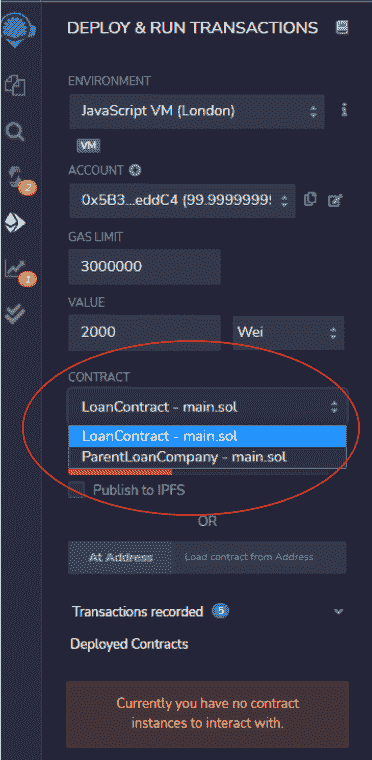 DEPLOY & RUN TRANSACTIONS
ENVIRONMENT
JavaScript VM (London)
VM
ACCOUNT
0x5B3...eddC4 (99.9999999
2
GAS LIMIT
3000000
1
VALUE
2000
Wei
CONTRACT
LoanContract - main.sol
LoanContract - main.sol
ParentLoanCompany - main.sol
Publish to IPFS
OR
At Address
Load contract from Address
Transactions recorded 5
Deployed Contracts
Currently you have no contract
instances to interact with.